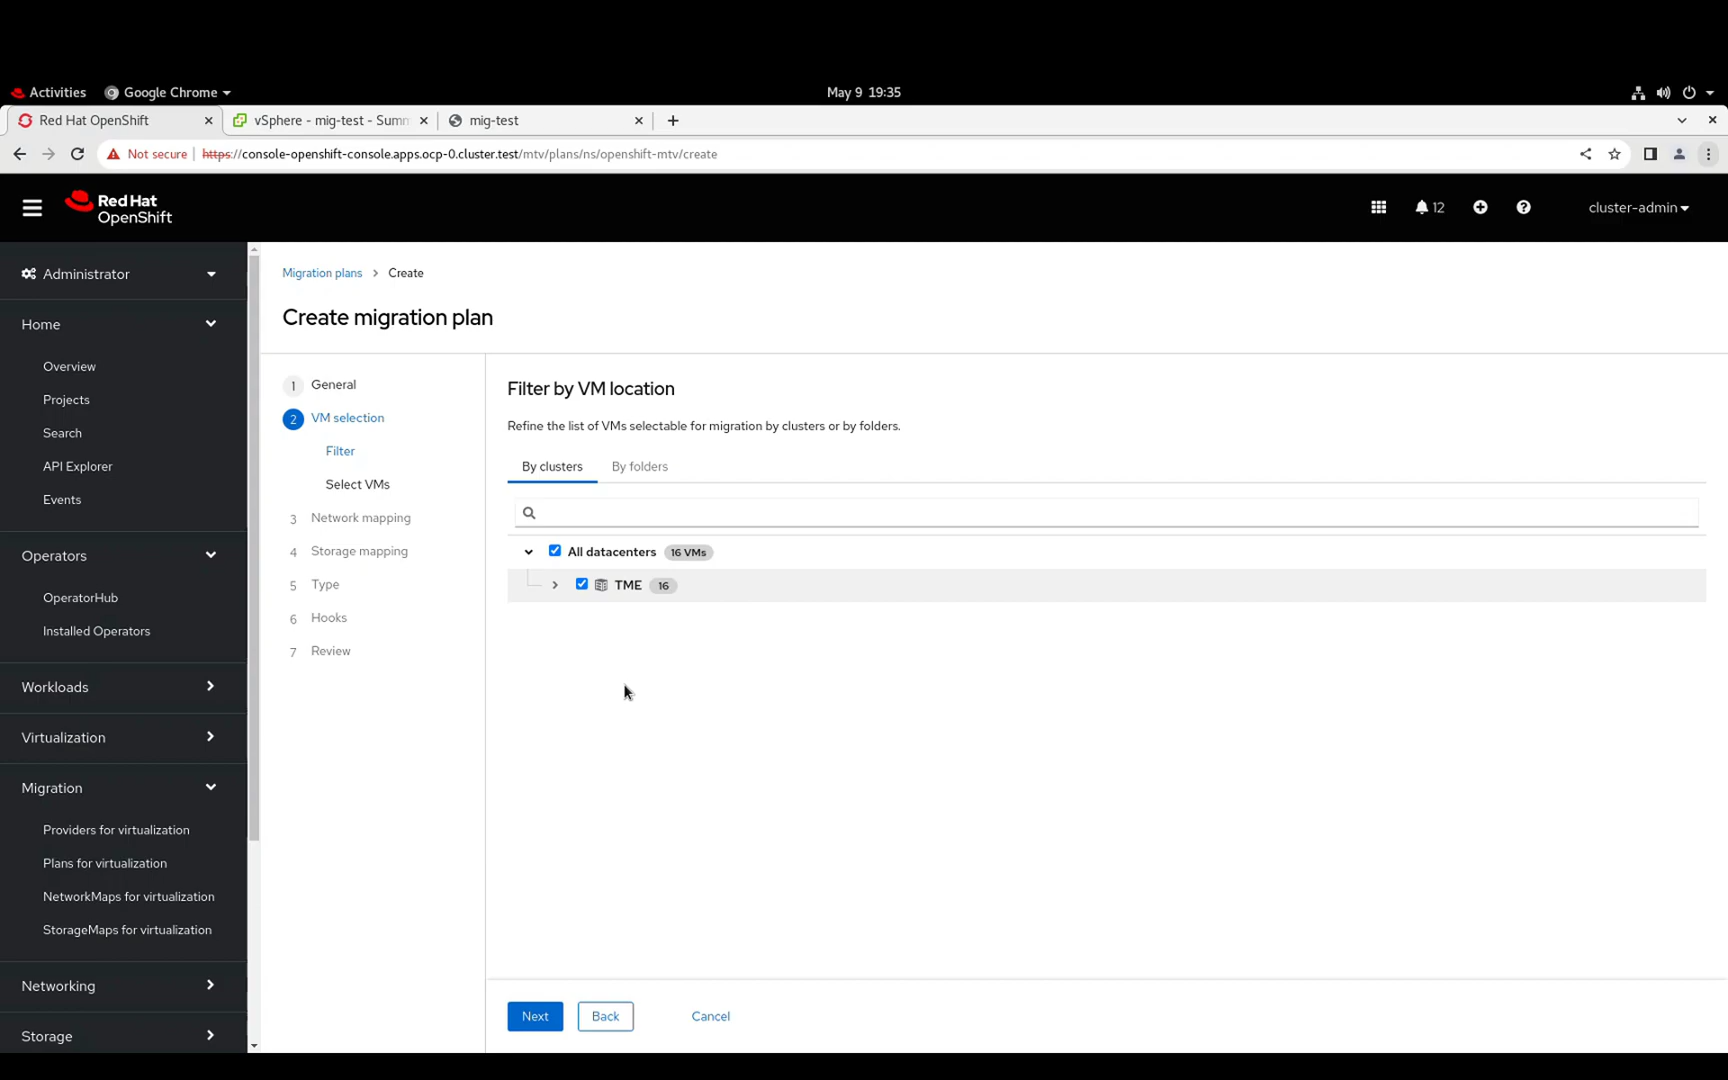 Activities Google Chrome May 9 19:35
Red Hat OpenShift vSphere - mig-test - Summ mig-test
Not secure https://console-openshift-console.apps.ocp-0.cluster.test/mtv/plans/ns/openshift-mtv/create
Red Hat
OpenShift
12
cluster-admin
Administrator
Home
Overview
Projects
Search
API Explorer
Events
Operators
OperatorHub
Installed Operators
Workloads
Virtualization
Migration
Providers for virtualization
Plans for virtualization
NetworkMaps for virtualization
StorageMaps for virtualization
Networking
Storage
Migration plans > Create
Create migration plan
1 General
2 VM selection
Filter
Select VMs
3 Network mapping
4 Storage mapping
5 Type
6 Hooks
7 Review
Filter by VM location
Refine the list of VMs selectable for migration by clusters or by folders.
By clusters By folders
All datacenters 16 VMs
TME 16
Next Back Cancel